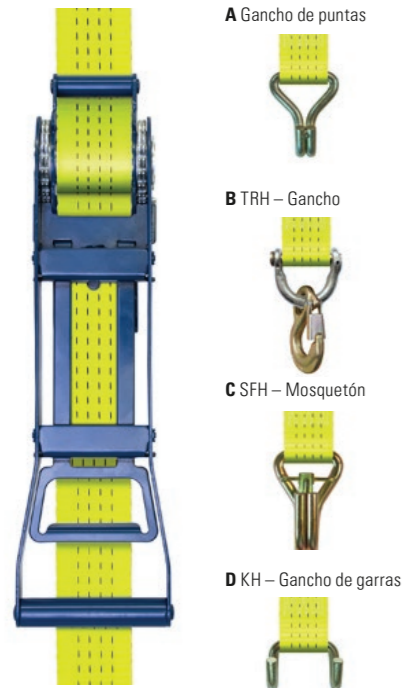 A Gancho de puntas
B TRH – Gancho
C SFH – Mosquetón
D KH – Gancho de garras